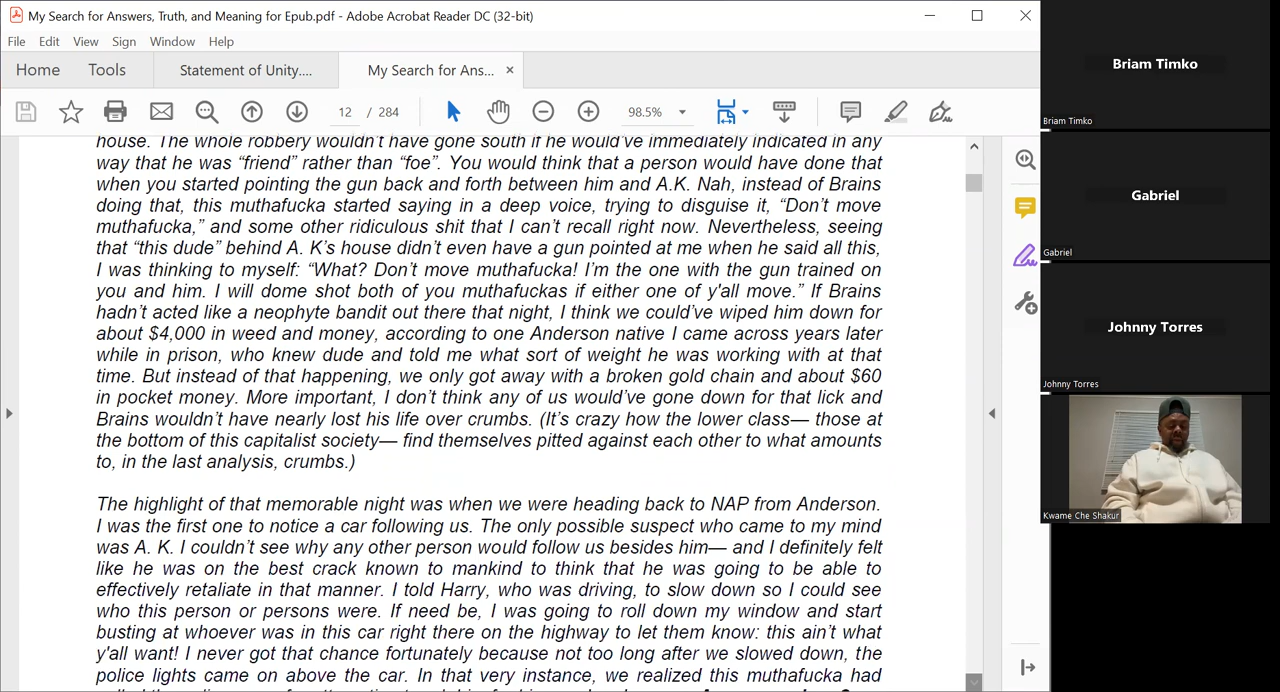 My Search for Answers, Truth, and Meaning for Epub.pdf - Adobe Acrobat Reader DC (32-bit)
File Edit View Sign Window Help
Home Tools Statement of Unity.... My Search for Ans... ×
12 / 284 98.5%
house. The whole robbery wouldn't have gone south if he would've immediately indicated in any
way that he was “friend” rather than “foe”. You would think that a person would have done that
when you started pointing the gun back and forth between him and A.K. Nah, instead of Brains
doing that, this muthafucka started saying in a deep voice, trying to disguise it, “Don’t move
muthafucka,” and some other ridiculous shit that I can’t recall right now. Nevertheless, seeing
that “this dude” behind A. K’s house didn’t even have a gun pointed at me when he said all this,
I was thinking to myself: “What? Don’t move muthafucka! I’m the one with the gun trained on
you and him. I will dome shot both of you muthafuckas if either one of y'all move.” If Brains
hadn’t acted like a neophyte bandit out there that night, I think we could’ve wiped him down for
about $4,000 in weed and money, according to one Anderson native I came across years later
while in prison, who knew dude and told me what sort of weight he was working with at that
time. But instead of that happening, we only got away with a broken gold chain and about $60
in pocket money. More important, I don’t think any of us would’ve gone down for that lick and
Brains wouldn’t have nearly lost his life over crumbs. (It’s crazy how the lower class— those at
the bottom of this capitalist society— find themselves pitted against each other to what amounts
to, in the last analysis, crumbs.)
The highlight of that memorable night was when we were heading back to NAP from Anderson.
I was the first one to notice a car following us. The only possible suspect who came to my mind
was A. K. I couldn’t see why any other person would follow us besides him— and I definitely felt
like he was on the best crack known to mankind to think that he was going to be able to
effectively retaliate in that manner. I told Harry, who was driving, to slow down so I could see
who this person or persons were. If need be, I was going to roll down my window and start
busting at whoever was in this car right there on the highway to let them know: this ain’t what
y'all want! I never got that chance fortunately because not too long after we slowed down, the
police lights came on above the car. In that very instance, we realized this muthafucka had
Briam Timko
Briam Timko
Gabriel
Gabriel
Johnny Torres
Johnny Torres
Kwame Che Shakur